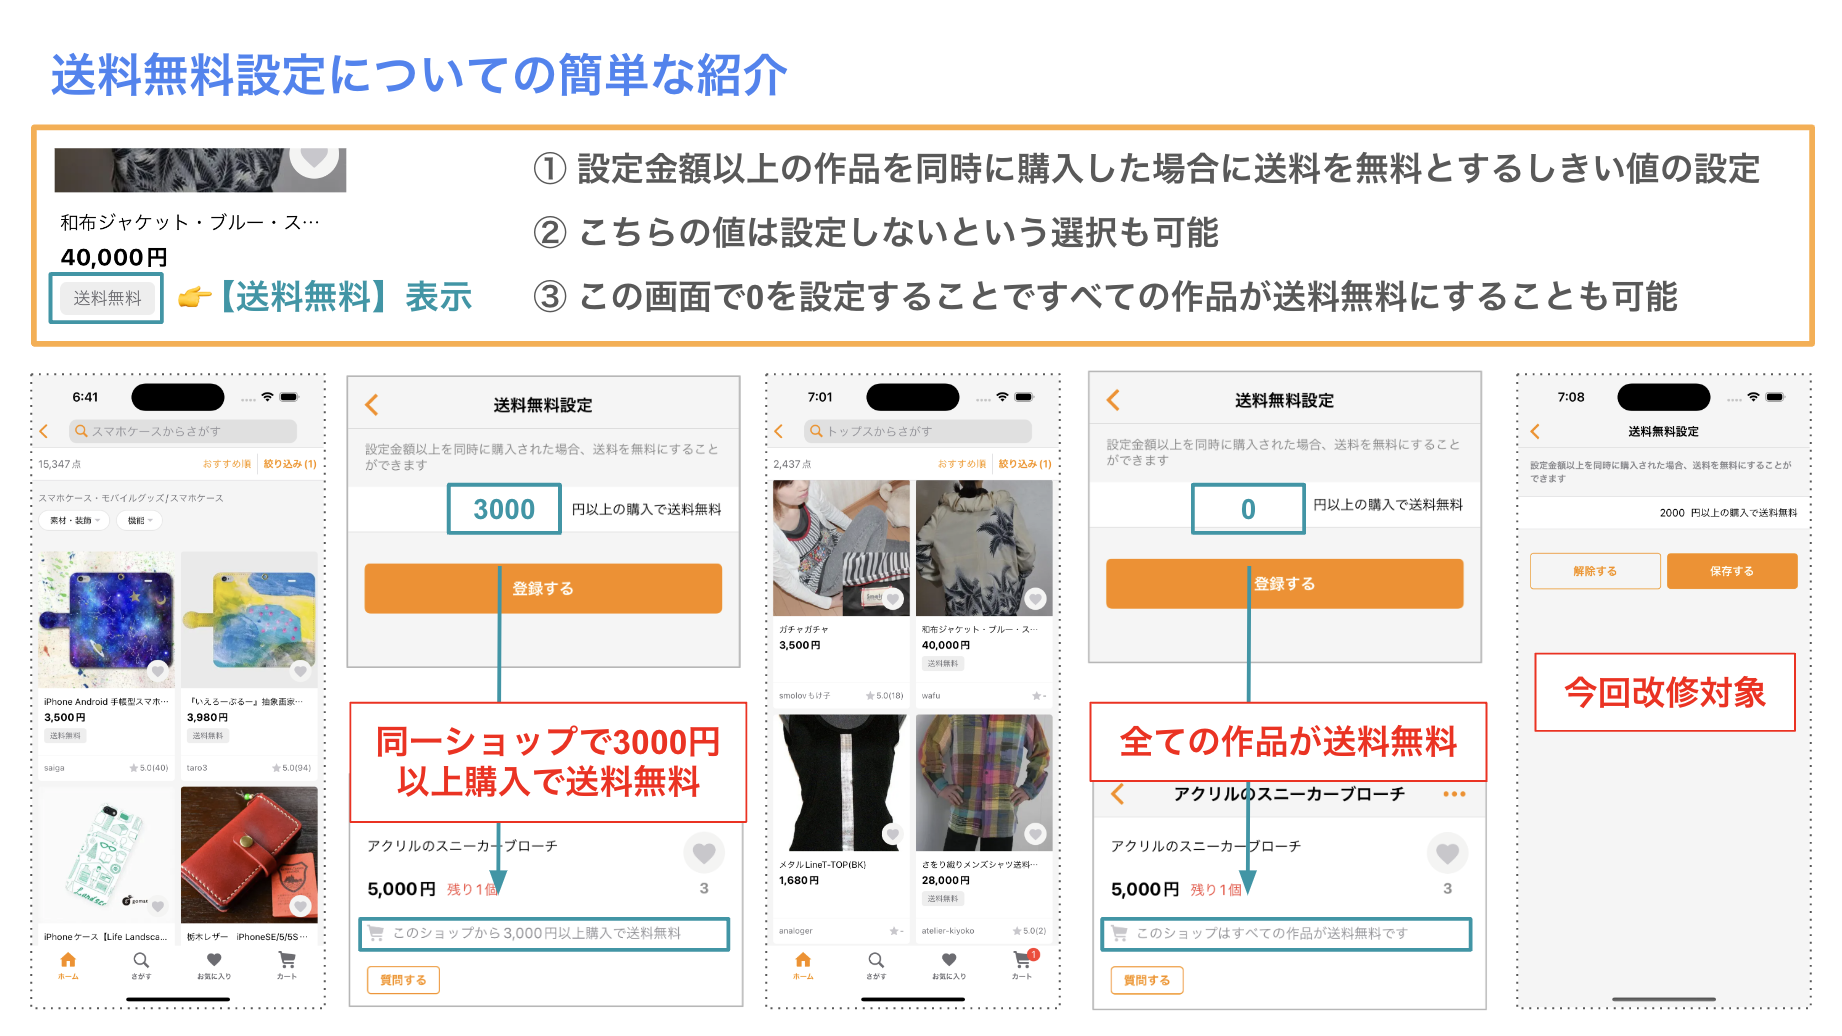 送料無料設定についての簡単な紹介
和布ジャケット・ブルー・ス…
40,000円
送料無料
👉【送料無料】表示
① 設定金額以上の作品を同時に購入した場合に送料を無料とするしきい値の設定
② こちらの値は設定しないという選択も可能
③ この画面で0を設定することですべての作品が送料無料にすることも可能
6:41
スマホケースからさがす
15,347点
おすすめ順
絞り込み(1)
スマホケース・モバイルグッズ/スマホケース
素材・装飾
機能
iPhone Android 手帳型スマホ…
3,500円
送料無料
saiga
★5.0(40)
『いえろーぶるー』抽象画家…
3,980円
送料無料
taro3
★5.0(94)
iPhoneケース【Life Landsca...
栃木レザー iPhoneSE/5/5S…
ホーム
さがす
お気に入り
カート
送料無料設定
設定金額以上を同時に購入された場合、送料を無料にすること
ができます
3000
円以上の購入で送料無料
登録する
同一ショップで3000円
以上購入で送料無料
アクリルのスニーカーブローチ
5,000円
残り1個
3
このショップから3,000円以上購入で送料無料
質問する
7:01
トップスからさがす
2,437点
おすすめ順
絞り込み(1)
ガチャガチャ
3,500円
smolov もけ子
★5.0(18)
和布ジャケット・ブルー・ス…
40,000円
送料無料
wafu
★-
メタルLineT-TOP(BK)
1,680円
analoger
★-
さをり織りメンズシャツ送料…
28,000円
送料無料
atelier-kiyoko
★5.0(2)
ホーム
さがす
お気に入り
1
カート
送料無料設定
設定金額以上を同時に購入された場合、送料を無料にすること
ができます
0
円以上の購入で送料無料
登録する
全ての作品が送料無料
アクリルのスニーカーブローチ
アクリルのスニーカーブローチ
5,000円
残り1個
3
このショップはすべての作品が送料無料です
質問する
7:08
送料無料設定
設定金額以上を同時に購入された場合、送料を無料にすることが
できます
2000 円以上の購入で送料無料
解除する
保存する
今回改修対象